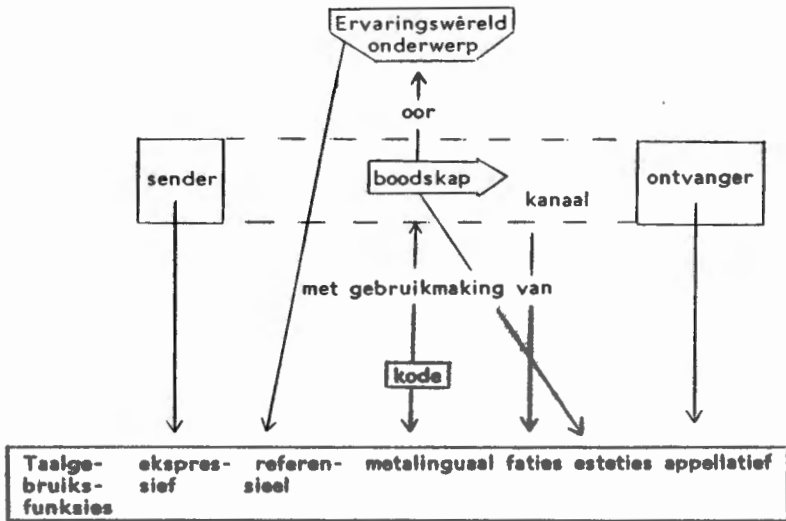 Ervaringswêreld
onderwerp
oor
sender
boodskap
ontvanger
kanaal
met gebruikmaking van
kode
Taalge- ekspres- referen- metalinguaal faties esteties appellatief
bruiks- sief sieel
funksies